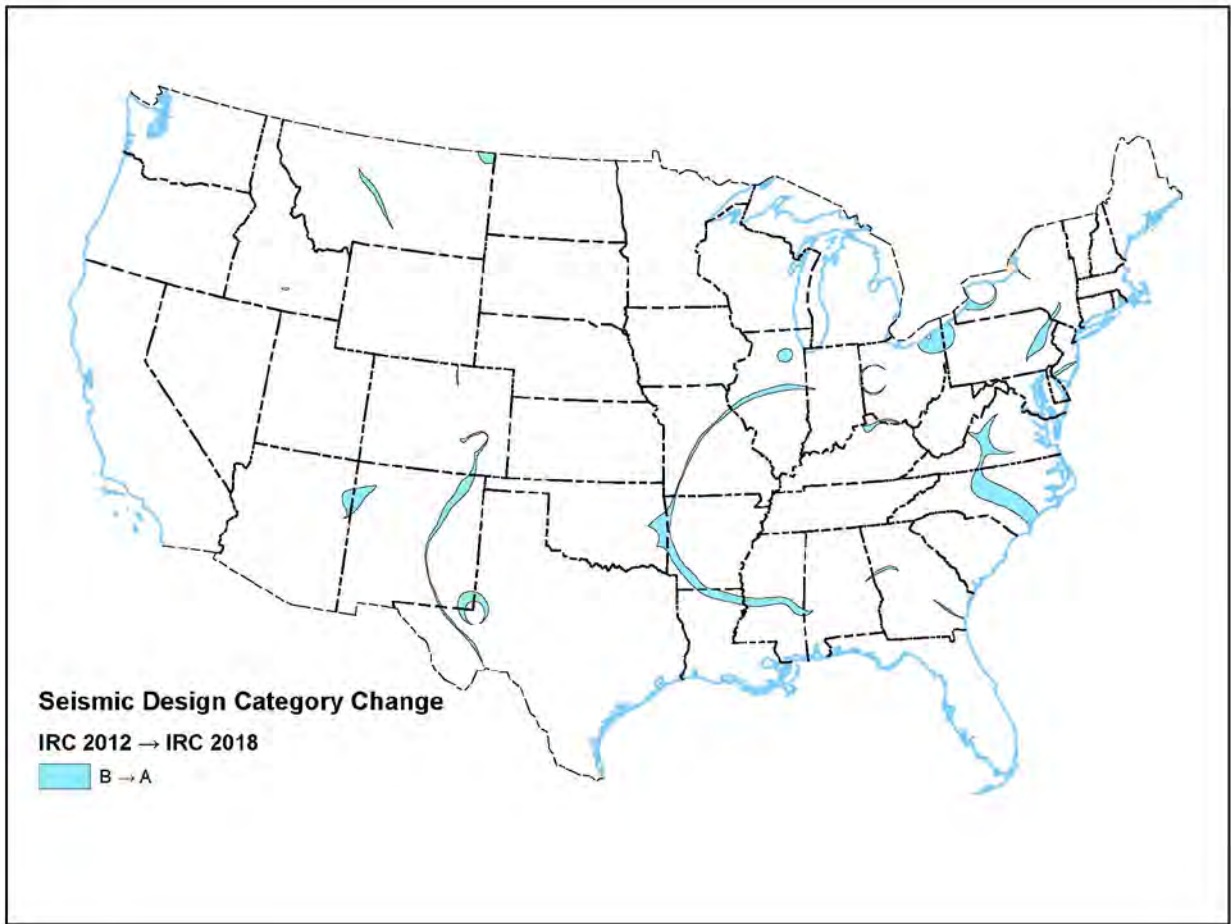 Seismic Design Category Change
IRC 2012 → IRC 2018
B → A